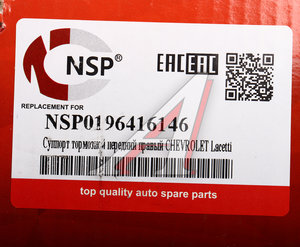 NSP®
EAC EAC
REPLACEMENT FOR
NSP0196416146
Суппорт тормозной передний правый CHEVROLET Lacetti
top quality auto spare parts